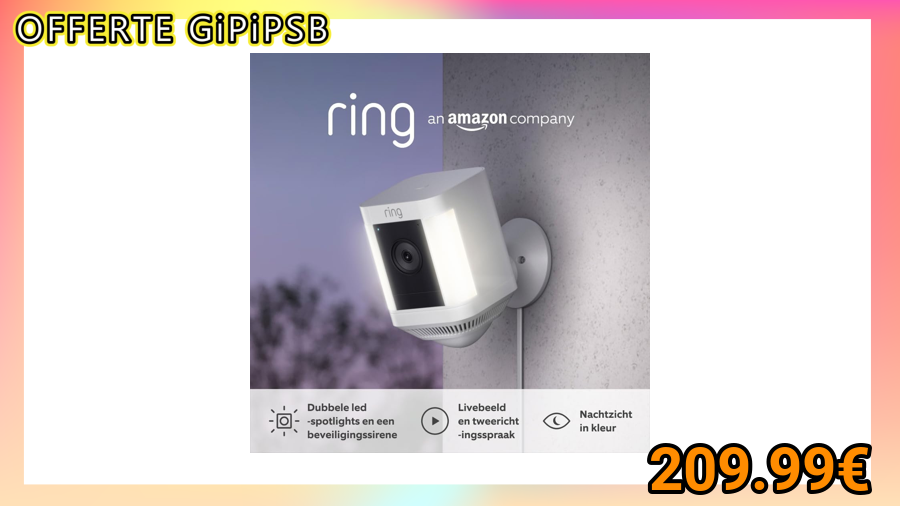 OFFERTE GiPiPSB
ring an amazon company
ring
Dubbele led
-spotlights en een
beveiligingssirene
Livebeeld
en tweericht
-ingsspraak
Nachtzicht
in kleur
209.99€